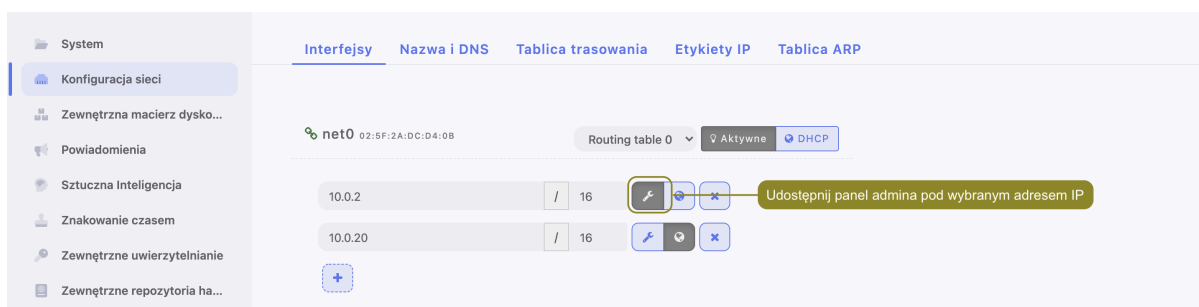 System
Konfiguracja sieci
Zewnętrzna macierz dysko...
Powiadomienia
Sztuczna Inteligencja
Znakowanie czasem
Zewnętrzne uwierzytelnianie
Zewnętrzne repozytoria ha...
Interfejsy Nazwa i DNS Tablica trasowania Etykiety IP Tablica ARP
net0 02:5F:2A:DC:D4:0B Routing table 0 Aktywne DHCP
10.0.2 / 16 Udostępnij panel admina pod wybranym adresem IP
10.0.20 / 16
+